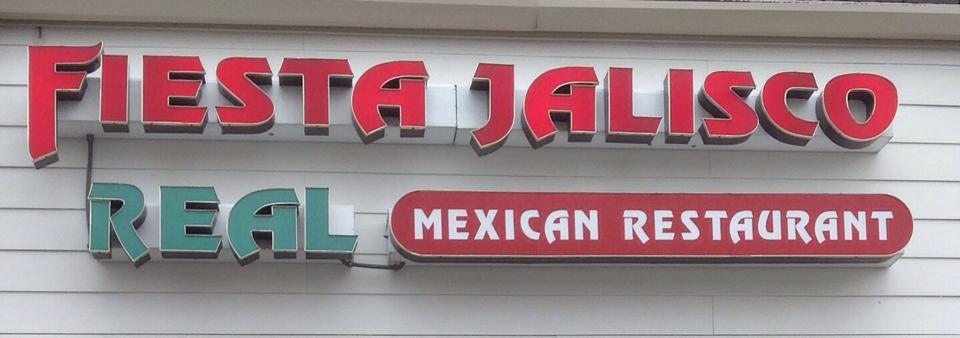 FIESTA JALISCO
REAL MEXICAN RESTAURANT